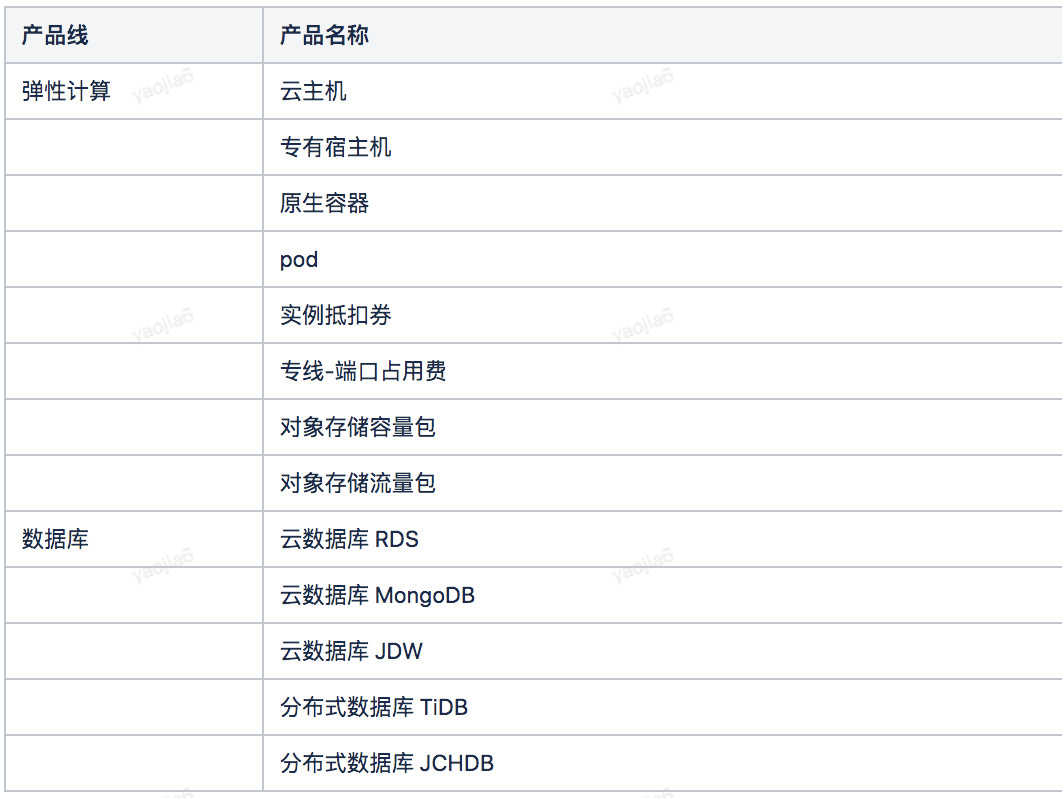 产品线 产品名称
弹性计算 云主机
专有宿主机
原生容器
pod
实例抵扣券
专线-端口占用费
对象存储容量包
对象存储流量包
数据库 云数据库 RDS
云数据库 MongoDB
云数据库 JDW
分布式数据库 TiDB
分布式数据库 JCHDB
yaojia6
yaojia6
yaojia6
yaojia6
yaojia6
yaojia6